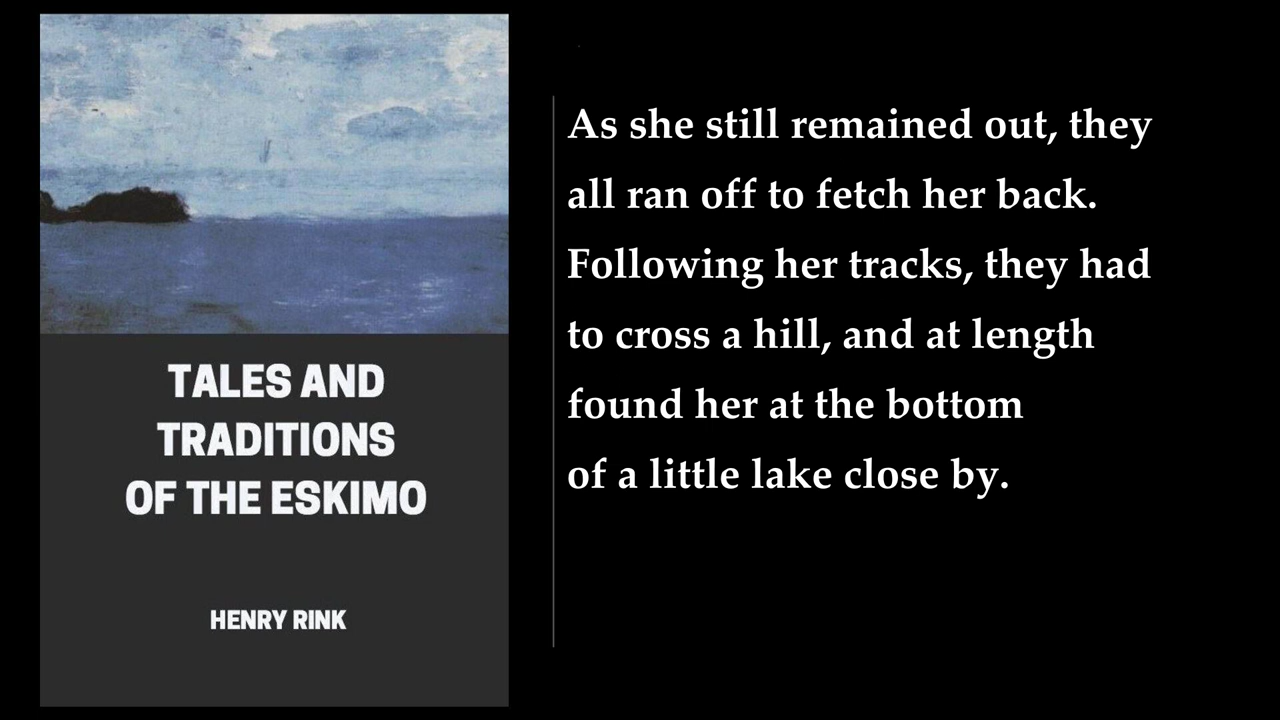 TALES AND
TRADITIONS
OF THE ESKIMO
HENRY RINK
As she still remained out, they
all ran off to fetch her back.
Following her tracks, they had
to cross a hill, and at length
found her at the bottom
of a little lake close by.